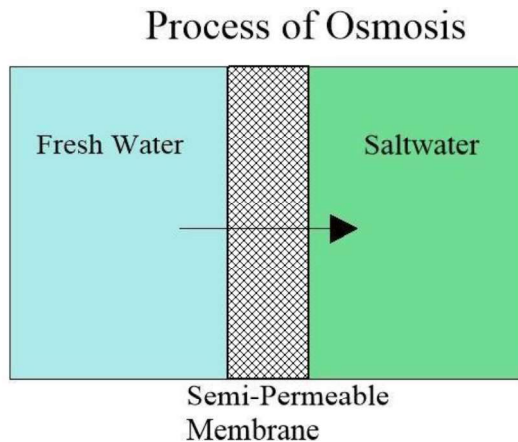 Process of Osmosis
Fresh Water
Saltwater
Semi-Permeable
Membrane